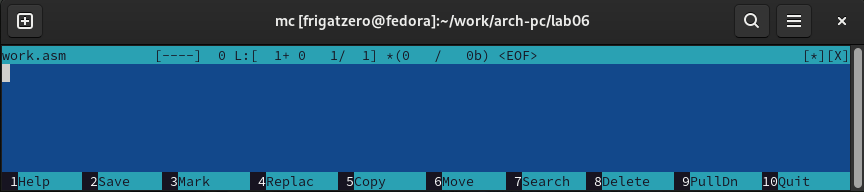 mc [frigatzero@fedora]:~/work/arch-pc/lab06
work.asm [----] 0 L:[ 1+ 0 1/ 1] *(0 / 0b) <EOF> [*][X]
1Help 2Save 3Mark 4Replac 5Copy 6Move 7Search 8Delete 9PullDn 10Quit